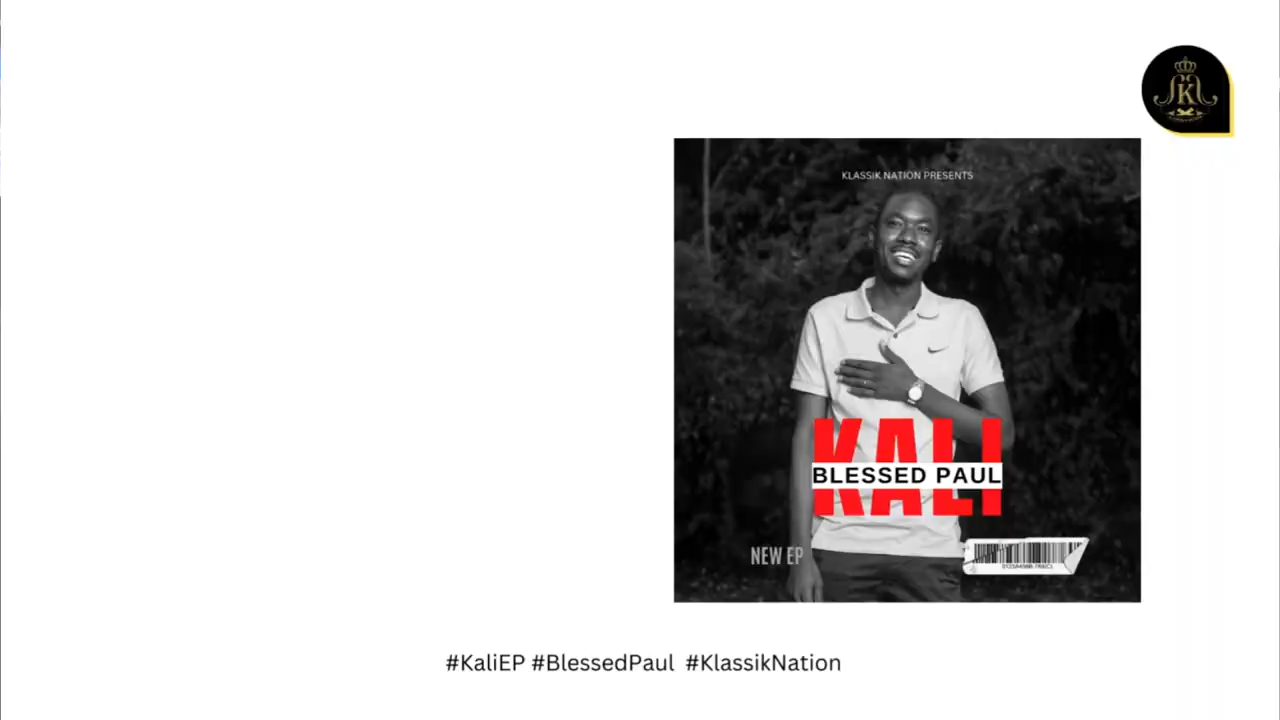 K
KLASSIK NATION PRESENTS
KALI
BLESSED PAUL
NEW EP
#KaliEP #BlessedPaul #KlassikNation